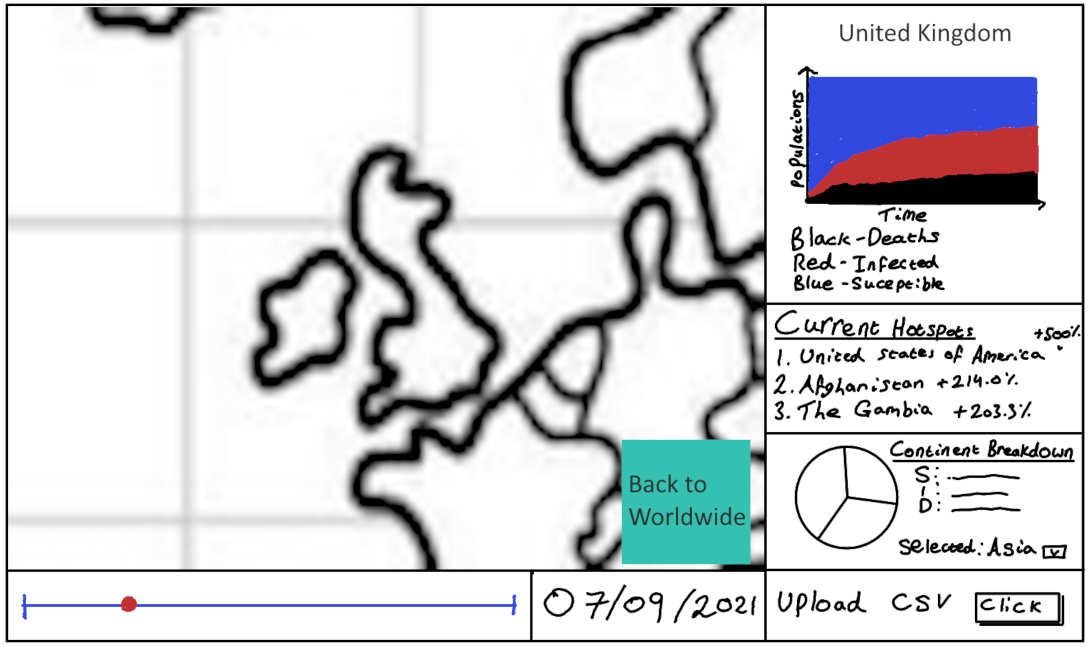 United Kingdom
Populations
Time
Black-Deaths
Red-Infected
Blue-Suceptible
Current Hotspots
+500%
1. United states of America
2. Afghanistan +214.0%
3. The Gambia +203.3%
Continent Breakdown
S:
I:
D:
Selected: Asia v
Back to
Worldwide
07/09/2021
Upload CSV Click